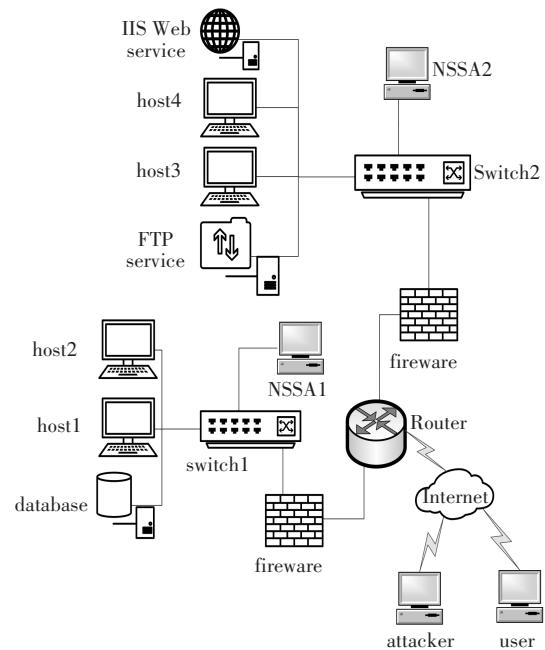 IIS Web
service
NSSA2
host4
host3
Switch2
FTP
service
fireware
host2
NSSA1
host1
Router
switch1
database
Internet
fireware
attacker
user